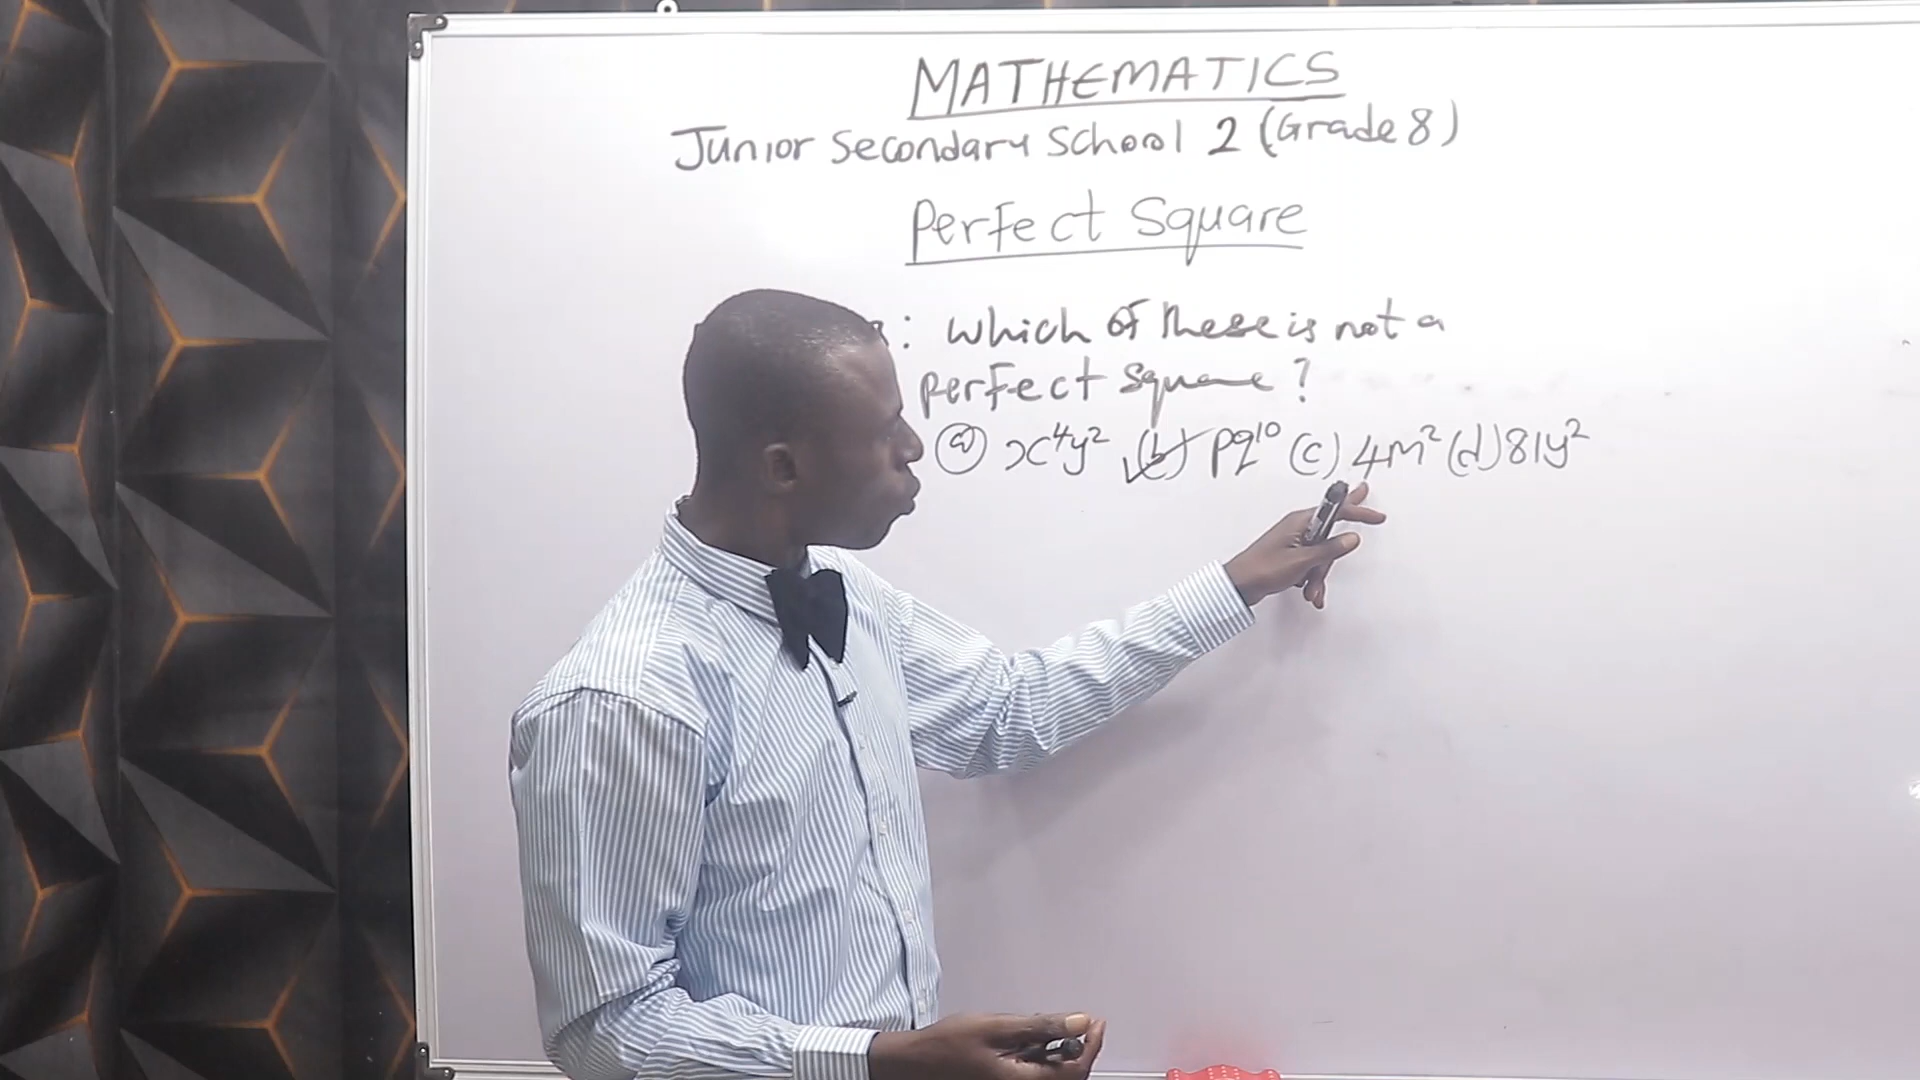 MATHEMATICS
Junior Secondary School 2 (Grade 8)
Perfect Square
: which of these is not a
perfect square ?
(a) x⁴y² (b) pq¹⁰ (c) 4m² (d) 81y²